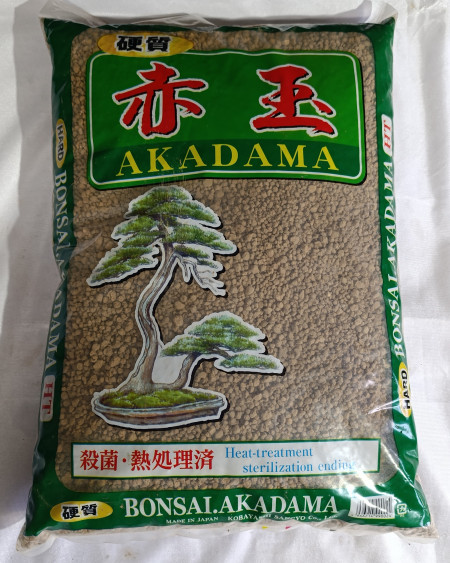 硬質
赤玉
AKADAMA
HARD
BONSAI.AKADAMA
HT
HT
BONSAI.AKADAMA
HARD
殺菌・熱処理済
Heat-treatment
sterilization
硬質
BONSAI.AKADAMA
MADE IN JAPAN